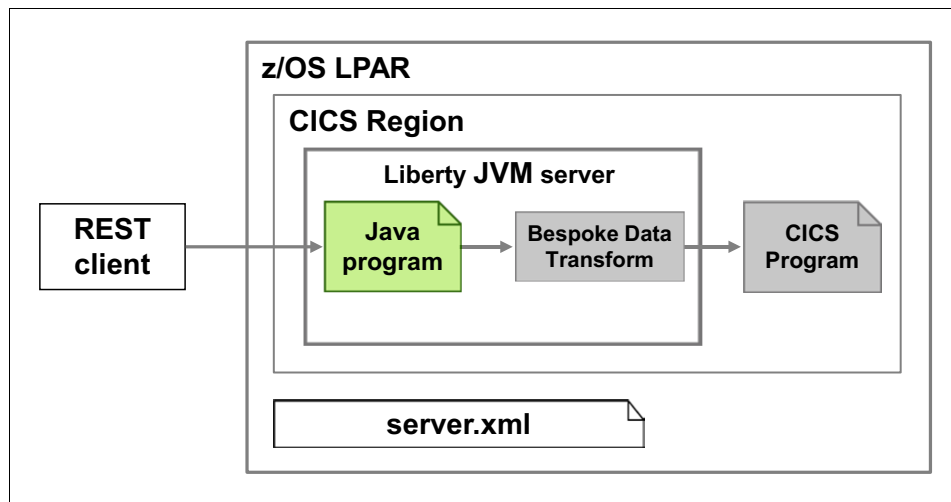 z/OS LPAR
CICS Region
Liberty JVM server
REST
client
Java
program
Bespoke Data
Transform
CICS
Program
server.xml